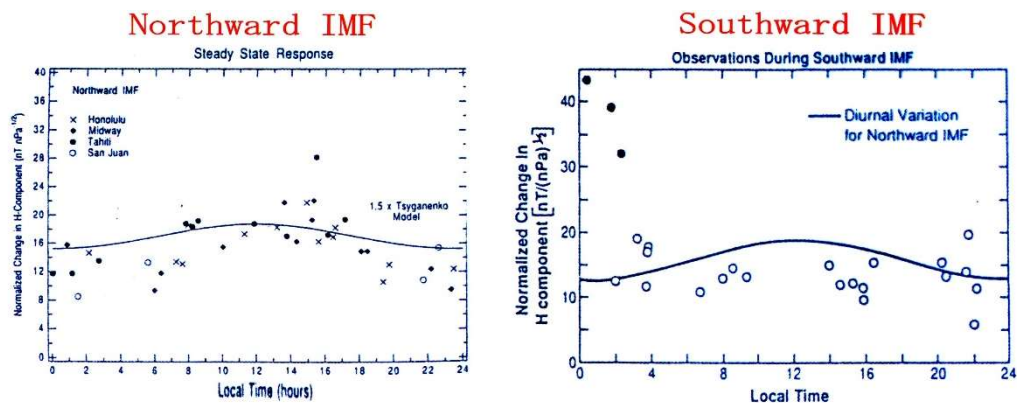 Northward IMF
Steady State Response
40
36
32
28
24
20
16
12
8
4
0
Normalized Change in H-Component (nT nPa^1/2)
Northward IMF
× Honolulu
◆ Midway
● Tahiti
○ San Juan
1.5 x Tsyganenko
Model
0 2 4 6 8 10 12 14 16 18 20 22 24
Local Time (hours)
Southward IMF
Observations During Southward IMF
40
30
20
10
0
Normalized Change in
H component [nT/(nPa)^½]
Diurnal Variation
for Northward IMF
0 4 8 12 16 20 24
Local Time